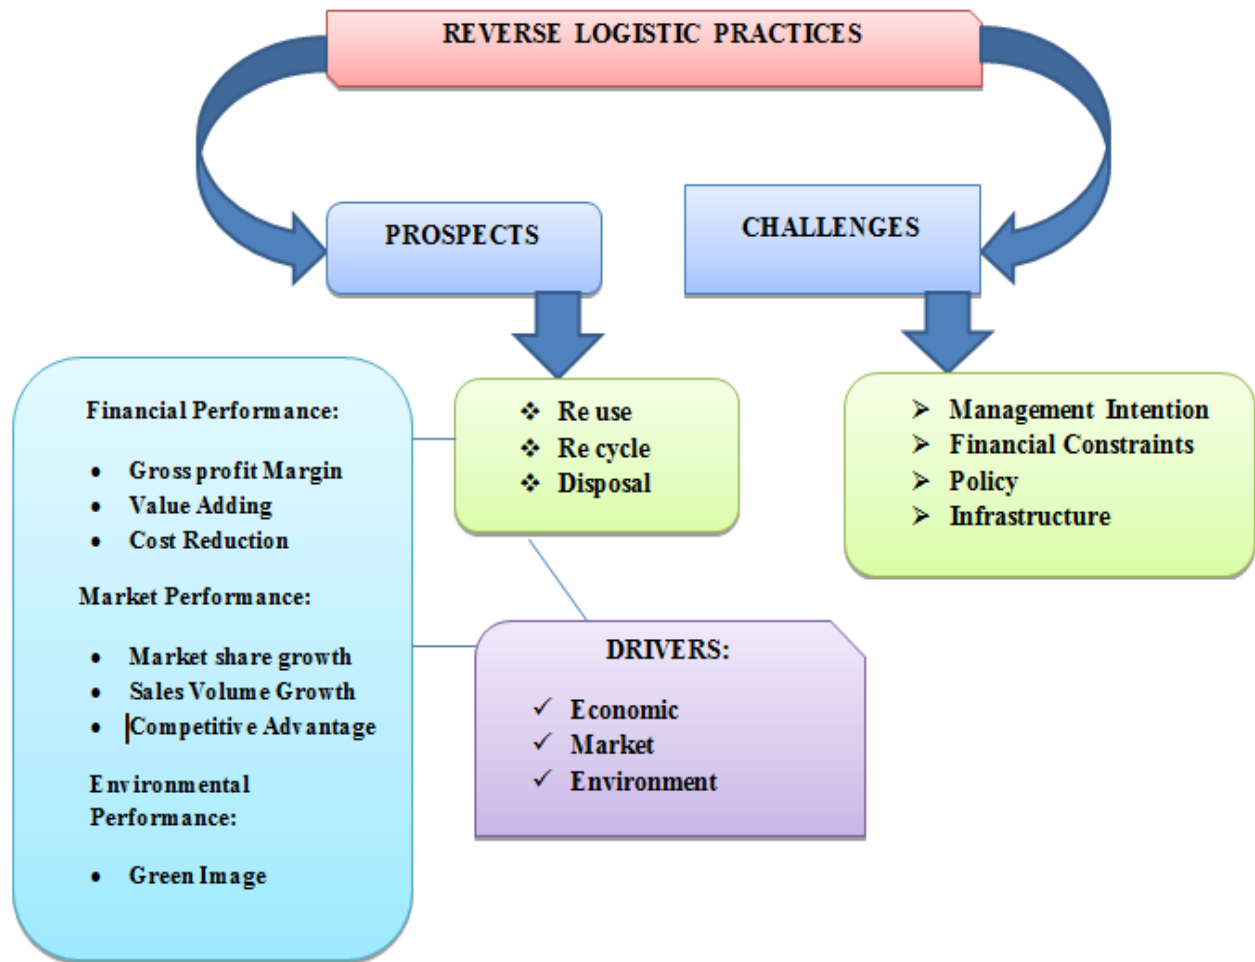 REVERSE LOGISTIC PRACTICES
PROSPECTS
CHALLENGES
Financial Performance:
• Gross profit Margin
• Value Adding
• Cost Reduction
Market Performance:
• Market share growth
• Sales Volume Growth
• Competitive Advantage
Environmental
Performance:
• Green Image
❖ Re use
❖ Re cycle
❖ Disposal
➢ Management Intention
➢ Financial Constraints
➢ Policy
➢ Infrastructure
DRIVERS:
✓ Economic
✓ Market
✓ Environment